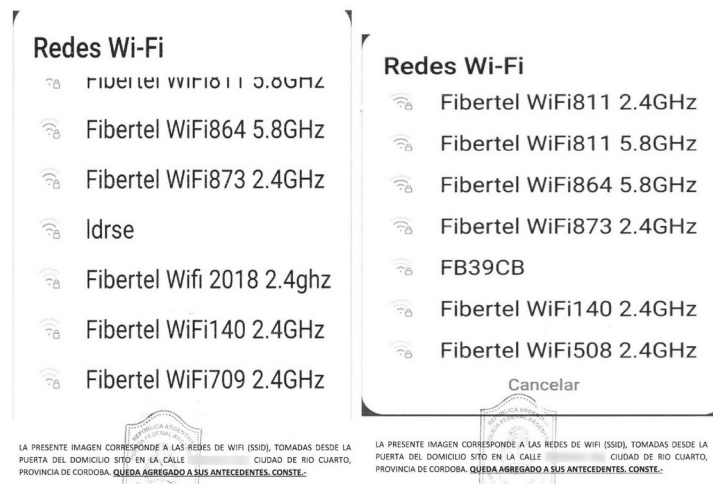 Redes Wi-Fi
Fibertel WiFi811 5.8GHz
Fibertel WiFi864 5.8GHz
Fibertel WiFi873 2.4GHz
ldrse
Fibertel Wifi 2018 2.4ghz
Fibertel WiFi140 2.4GHz
Fibertel WiFi709 2.4GHz
LA PRESENTE IMAGEN CORRESPONDE A LAS REDES DE WIFI (SSID), TOMADAS DESDE LA
PUERTA DEL DOMICILIO SITO EN LA CALLE CIUDAD DE RIO CUARTO,
PROVINCIA DE CORDOBA. QUEDA AGREGADO A SUS ANTECEDENTES. CONSTE.-
Redes Wi-Fi
Fibertel WiFi811 2.4GHz
Fibertel WiFi811 5.8GHz
Fibertel WiFi864 5.8GHz
Fibertel WiFi873 2.4GHz
FB39CB
Fibertel WiFi140 2.4GHz
Fibertel WiFi508 2.4GHz
Cancelar
LA PRESENTE IMAGEN CORRESPONDE A LAS REDES DE WIFI (SSID), TOMADAS DESDE LA
PUERTA DEL DOMICILIO SITO EN LA CALLE CIUDAD DE RIO CUARTO,
PROVINCIA DE CORDOBA. QUEDA AGREGADO A SUS ANTECEDENTES. CONSTE.-